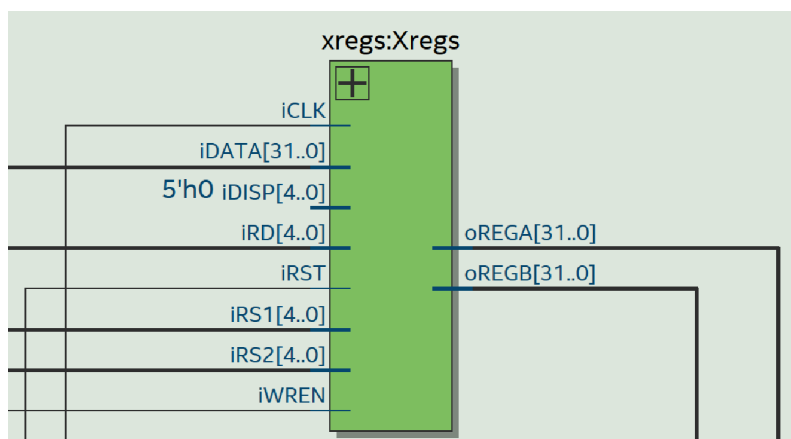 xregs:Xregs
iCLK
iDATA[31..0]
5'h0 iDISP[4..0]
iRD[4..0]
oREGA[31..0]
iRST
oREGB[31..0]
iRS1[4..0]
iRS2[4..0]
iWREN